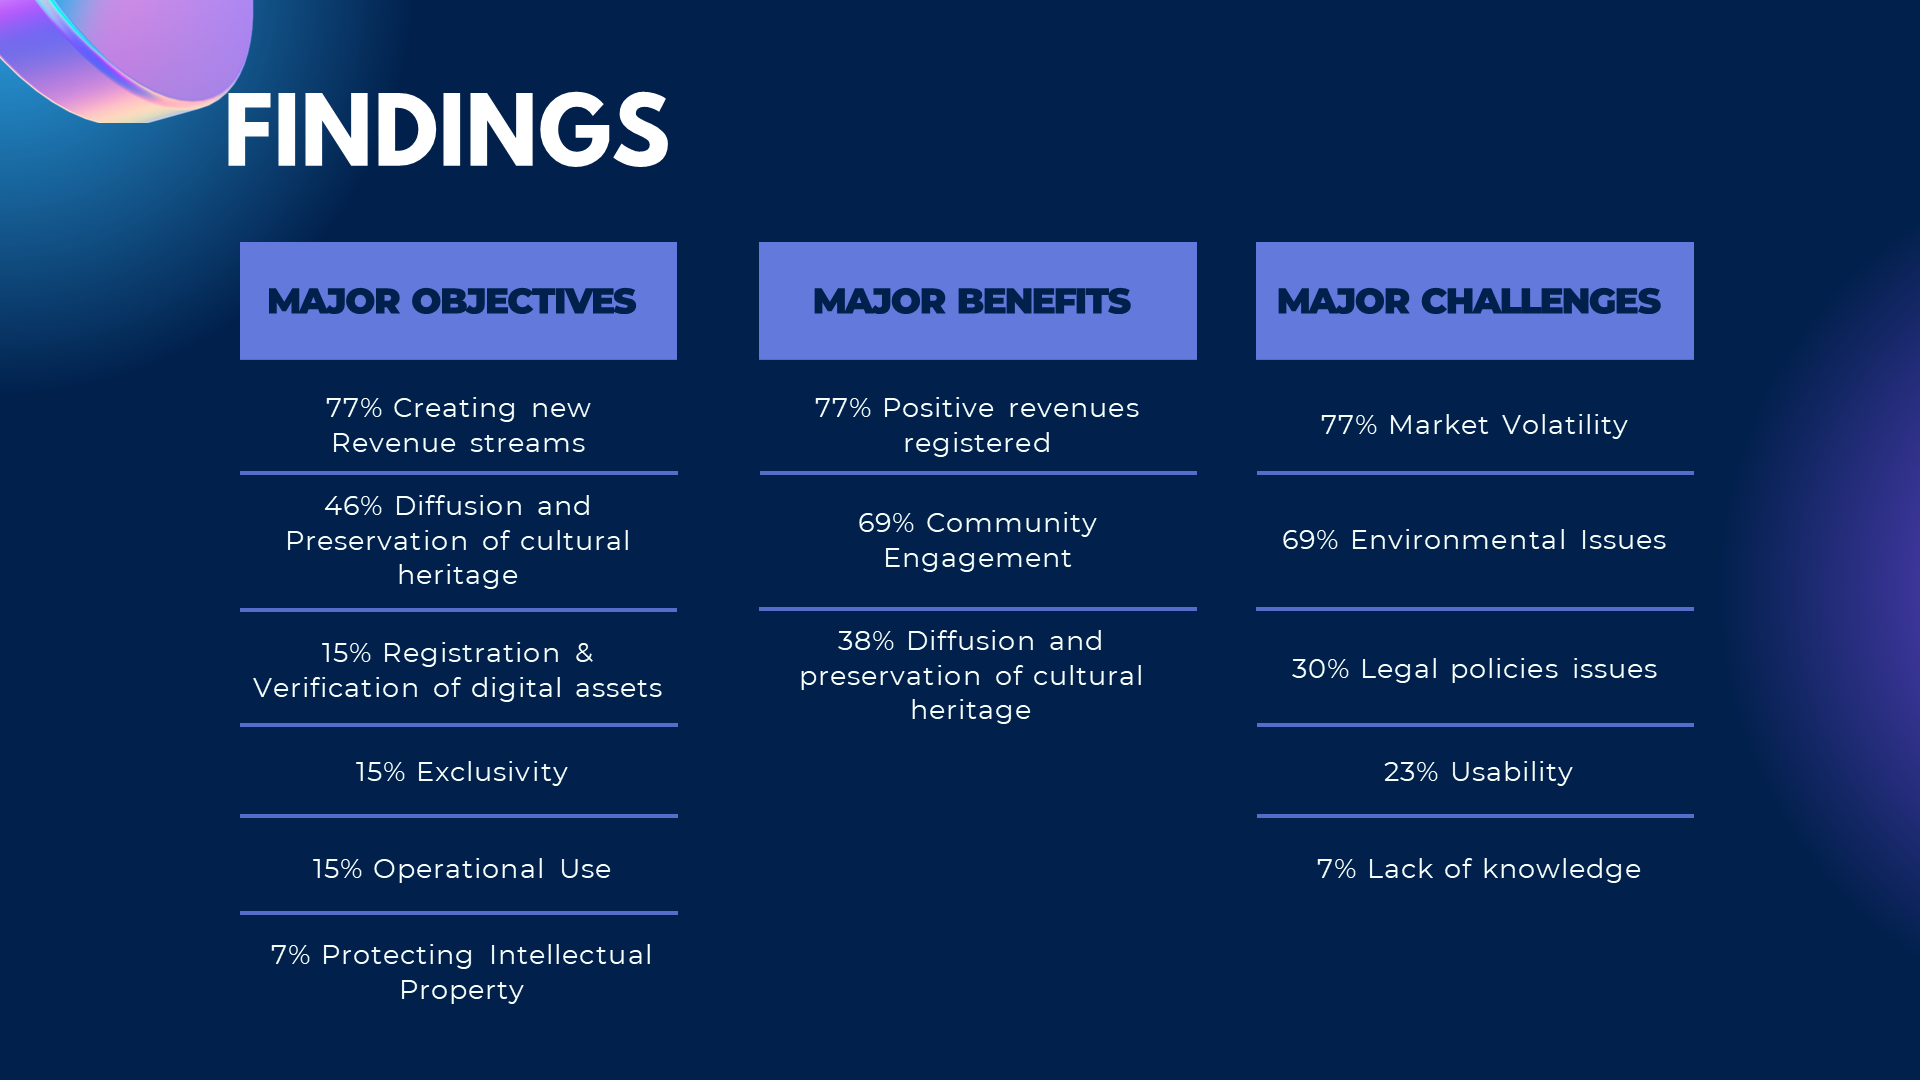 FINDINGS
MAJOR OBJECTIVES
77% Creating new
Revenue streams
46% Diffusion and
Preservation of cultural
heritage
15% Registration &
Verification of digital assets
15% Exclusivity
15% Operational Use
7% Protecting Intellectual
Property
MAJOR BENEFITS
77% Positive revenues
registered
69% Community
Engagement
38% Diffusion and
preservation of cultural
heritage
MAJOR CHALLENGES
77% Market Volatility
69% Environmental Issues
30% Legal policies issues
23% Usability
7% Lack of knowledge